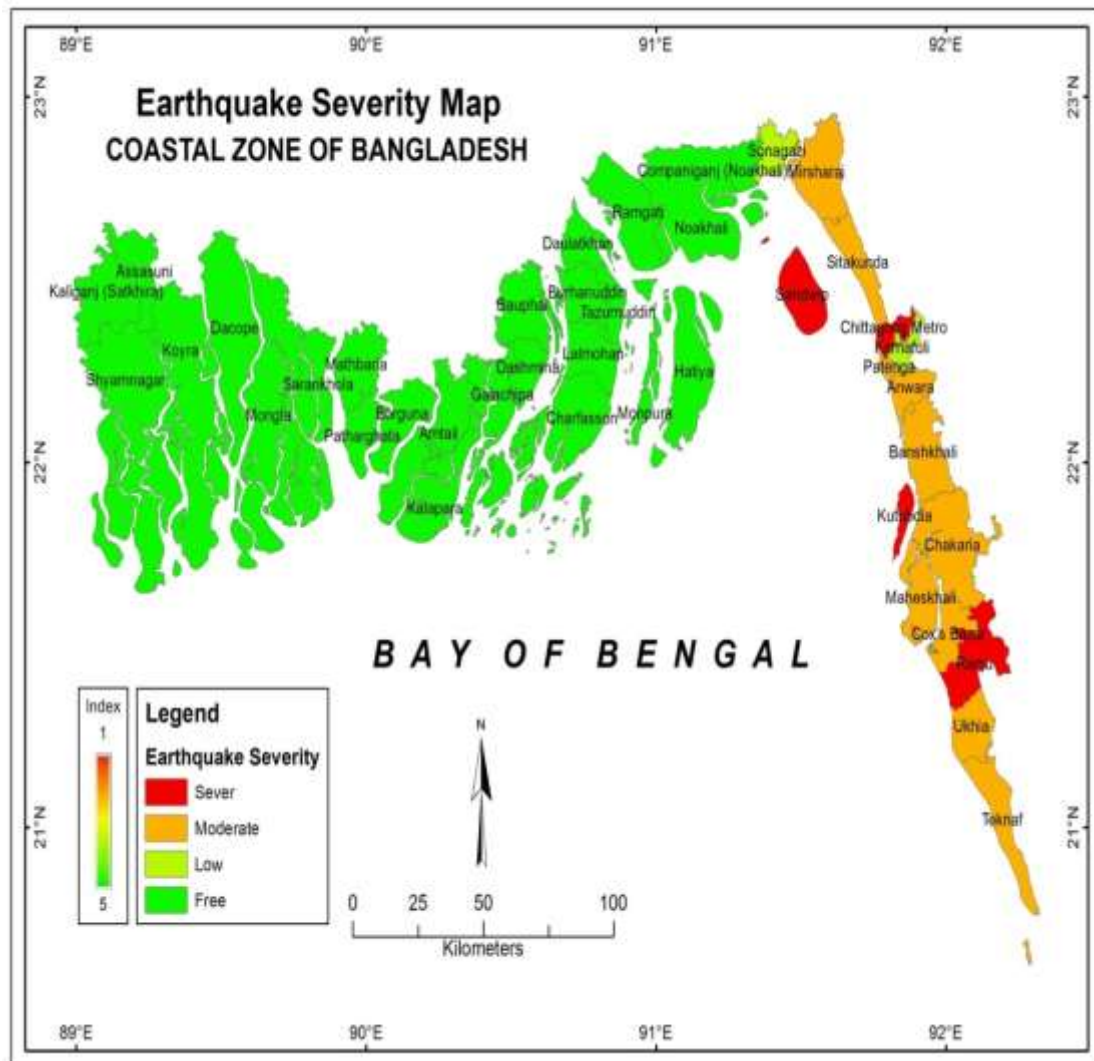 89°E 90°E 91°E 92°E
23°N
23°N
Earthquake Severity Map
COASTAL ZONE OF BANGLADESH
Sonagazi
Companiganj (Noakhali)
Mirsharai
Ramgati
Noakhali
Daulatkhan
Sitakunda
Assasuni
Kaliganj (Satkhira)
Burhanuddin
Sandwip
Bauphal
Tazumuddin
Dacope
Chittagong Metro
Karnafuli
Koyra
Lalmohan
Mathbaria
Dashmina
Patenga
Shyamnagar
Sarankhola
Hatiya
Anwara
Galachipa
Mongla
Borguna
Charfasson
Monpura
Patharghata
Amtali
22°N
22°N
Banshkhali
Kalapara
Kutubdia
Chakaria
Maheskhali
Cox's Bazar
Ramu
BAY OF BENGAL
Ukhia
Teknaf
21°N
21°N
Index
1
5
Legend
Earthquake Severity
Sever
Moderate
Low
Free
N
0 25 50 100
Kilometers
89°E 90°E 91°E 92°E